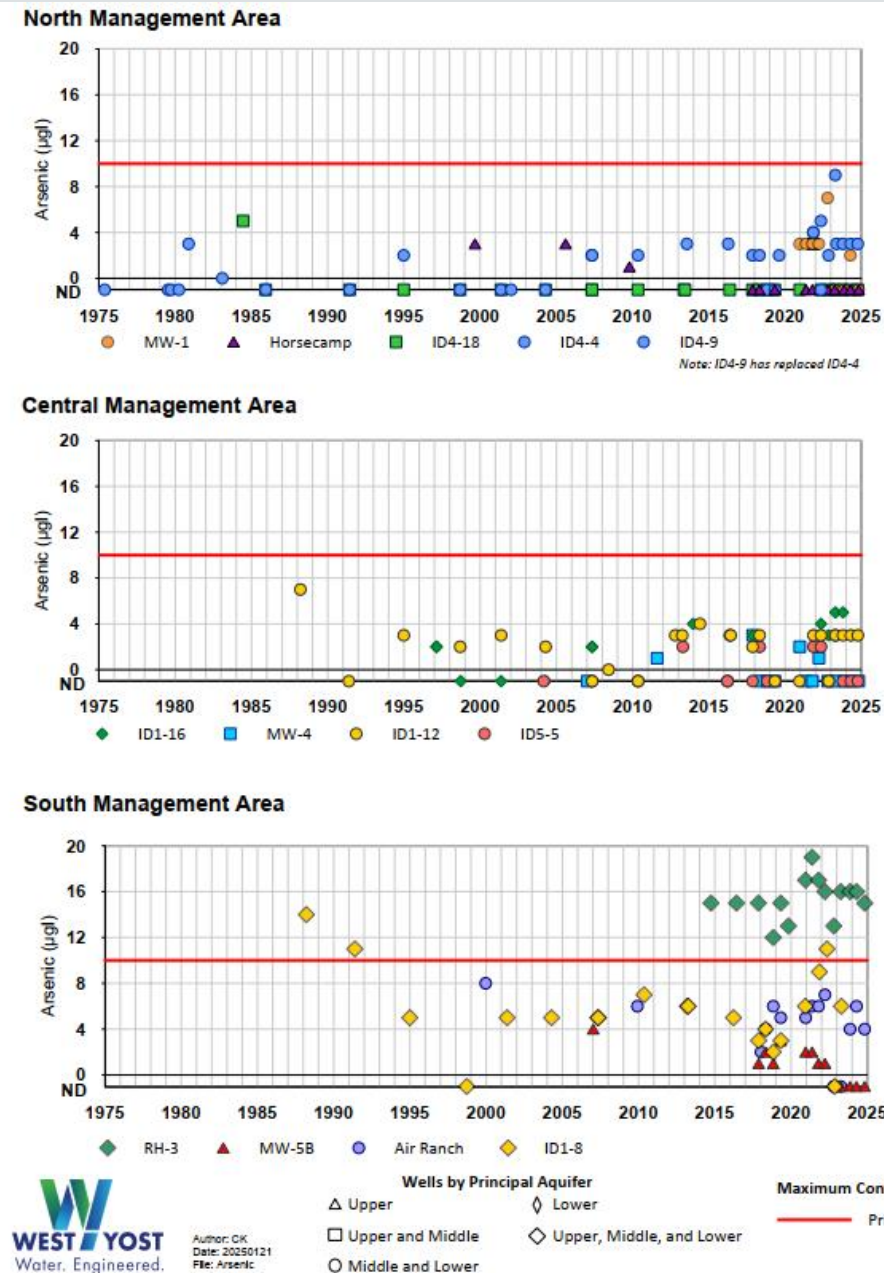 North Management Area
20
16
12
8
4
0
ND
Arsenic (µgl)
1975 1980 1985 1990 1995 2000 2005 2010 2015 2020 2025
MW-1 Horsecamp ID4-18 ID4-4 ID4-9
Note: ID4-9 has replaced ID4-4
Central Management Area
20
16
12
8
4
0
ND
Arsenic (µgl)
1975 1980 1985 1990 1995 2000 2005 2010 2015 2020 2025
ID1-16 MW-4 ID1-12 ID5-5
South Management Area
20
16
12
8
4
0
ND
Arsenic (µgl)
1975 1980 1985 1990 1995 2000 2005 2010 2015 2020 2025
RH-3 MW-5B Air Ranch ID1-8
Wells by Principal Aquifer
Upper Lower
Upper and Middle Upper, Middle, and Lower
Middle and Lower
Maximum Con
Pr
WEST YOST
Water. Engineered.
Author: CK
Date: 20250121
File: Arsenic